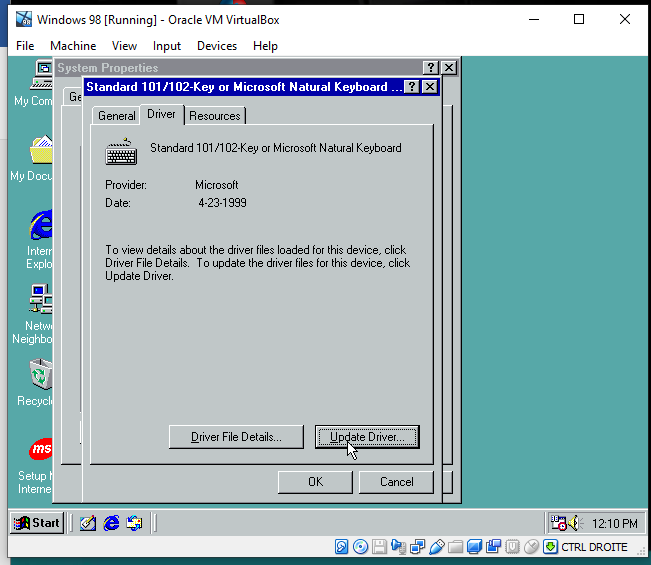 Windows 98 [Running] - Oracle VM VirtualBox
File Machine View Input Devices Help
System Properties
Standard 101/102-Key or Microsoft Natural Keyboard ...
My Com
Ge
General Driver Resources
Standard 101/102-Key or Microsoft Natural Keyboard
My Docu
Provider: Microsoft
Date: 4-23-1999
Intern
Explo
To view details about the driver files loaded for this device, click
Driver File Details. To update the driver files for this device, click
Update Driver.
Netwo
Neighbo
Recycl
msn
Driver File Details... Update Driver...
Setup M
Interne
OK Cancel
Start 12:10 PM
CTRL DROITE